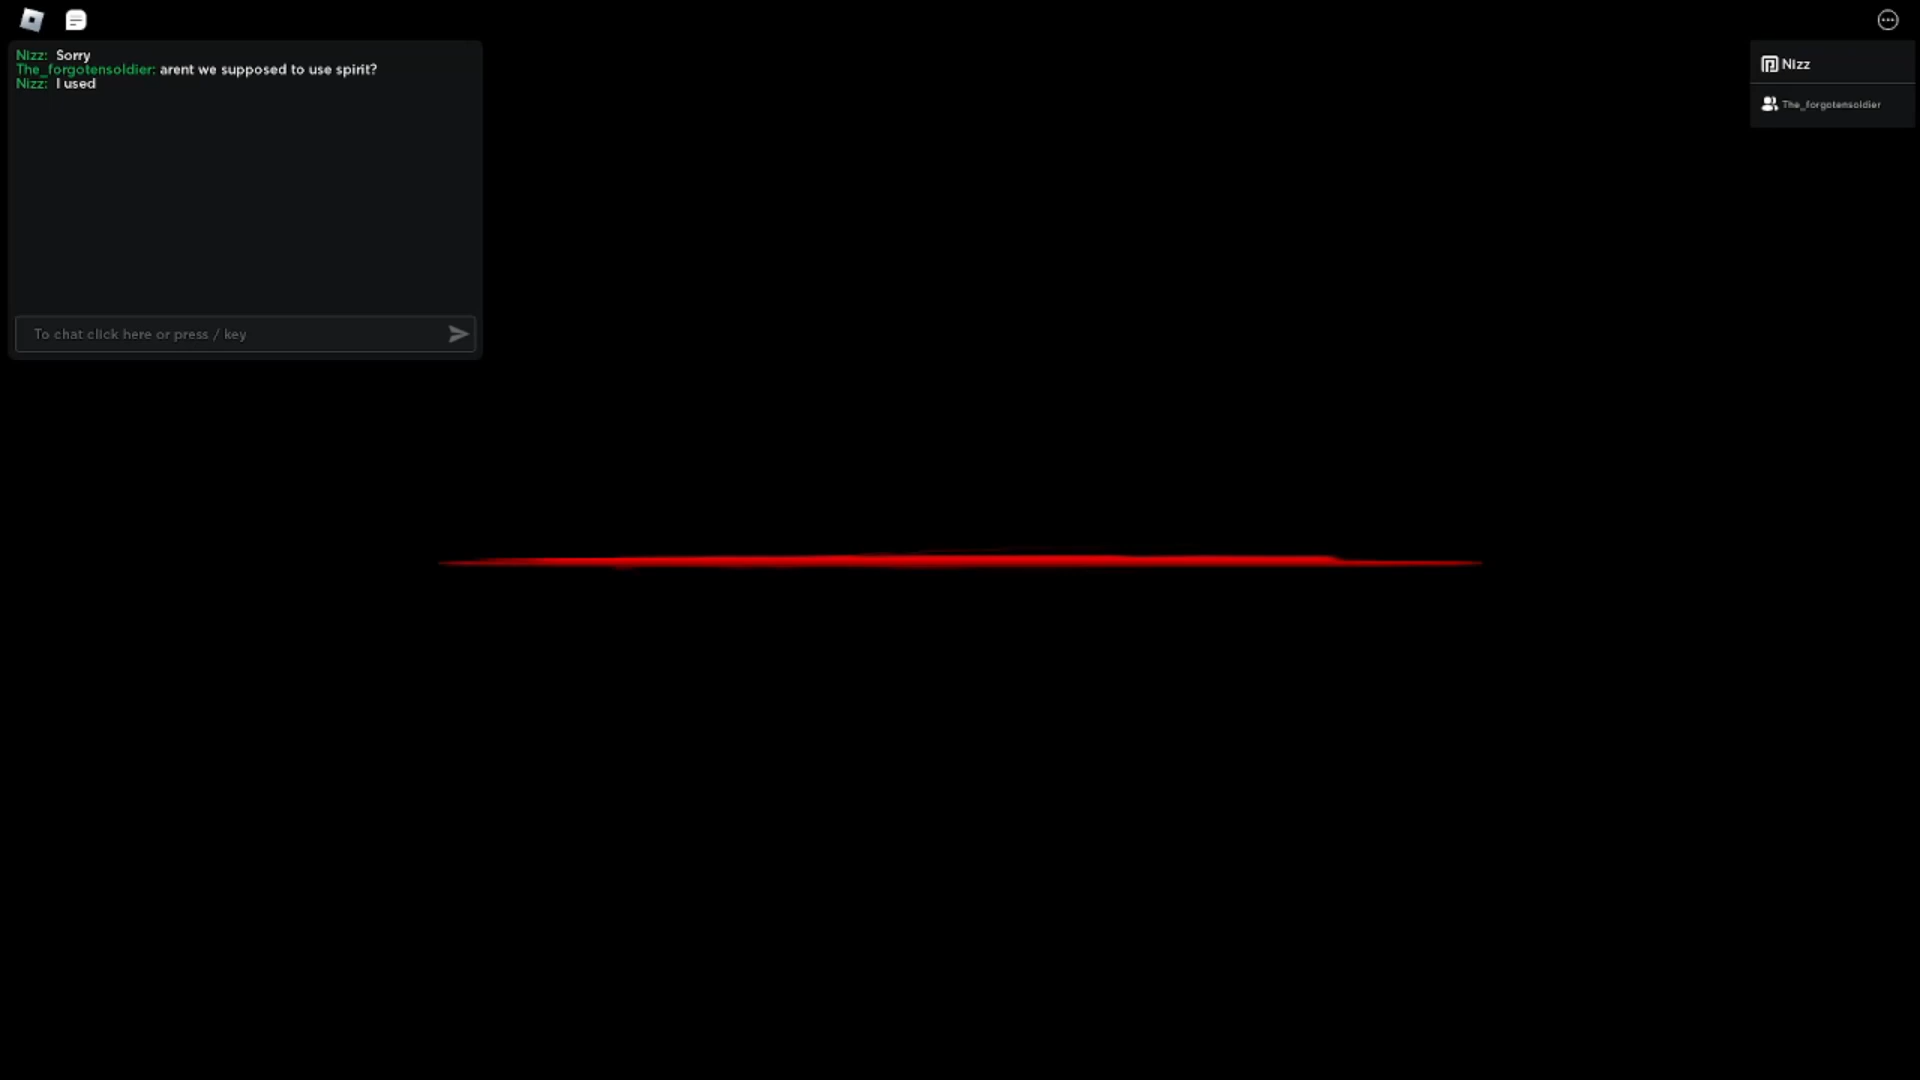 Nizz: Sorry
The_forgotensoldier: arent we supposed to use spirit?
Nizz: I used
To chat click here or press / key
Nizz
The_forgotensoldier